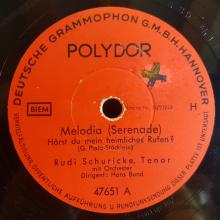 DEUTSCHE GRAMMOPHON G.M.B.H. HANNOVER
POLYDOR
BIEM
H
Melodia (Serenade)
Hörst du mein heimliches Rufen?
Rudi Schuricke, Tenor
mit Orchester
Dirigent: Hans Bund
47651 A